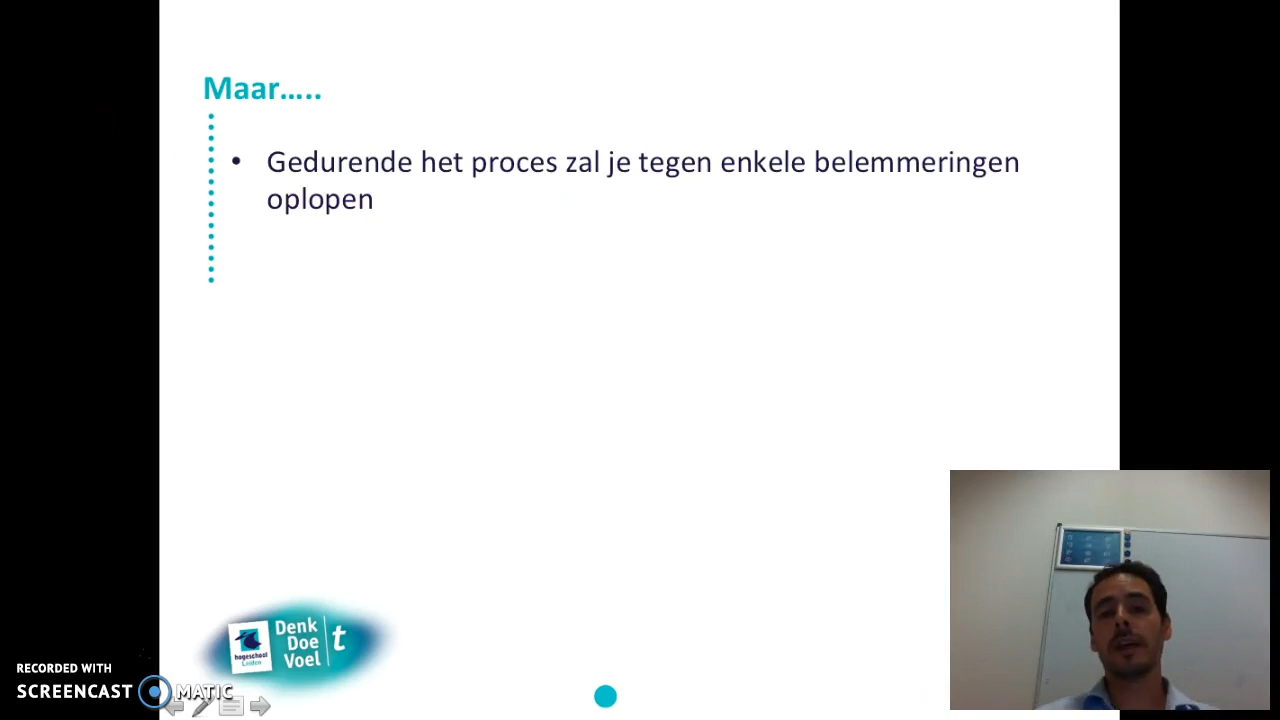 Maar.....
• Gedurende het proces zal je tegen enkele belemmeringen
oplopen
hogeschool
Leiden
Denk
Doe
Voel
t
RECORDED WITH
SCREENCAST MATIC